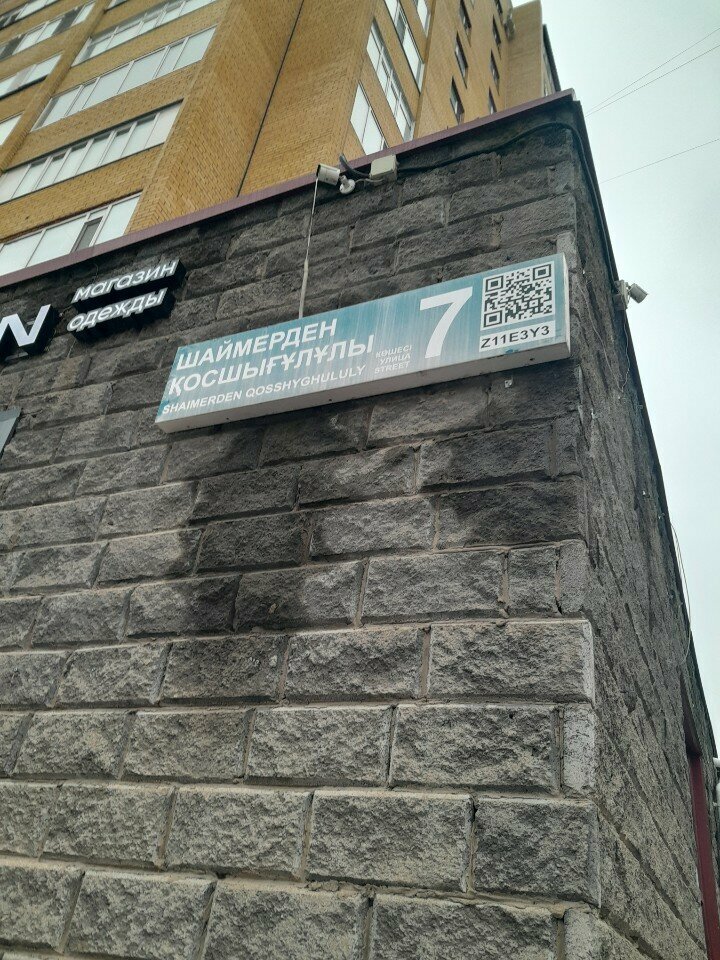 N
магазин
одежды
ШАЙМЕРДЕН
ҚОСШЫҒҰЛҰЛЫ
SHAIMERDEN QOSSHYGHULULY
КӨШЕСІ
УЛИЦА
STREET
7
Z11E3Y3